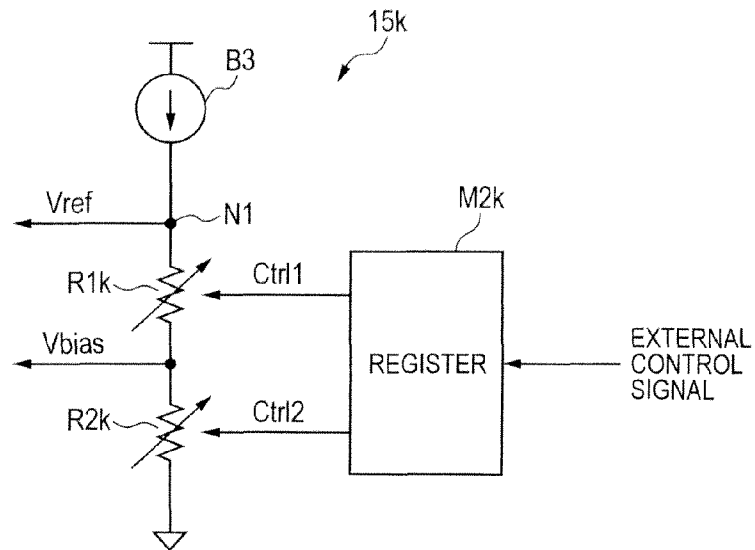 15k
B3
Vref
N1
M2k
R1k
Ctrl1
Vbias
REGISTER
EXTERNAL
CONTROL
SIGNAL
R2k
Ctrl2